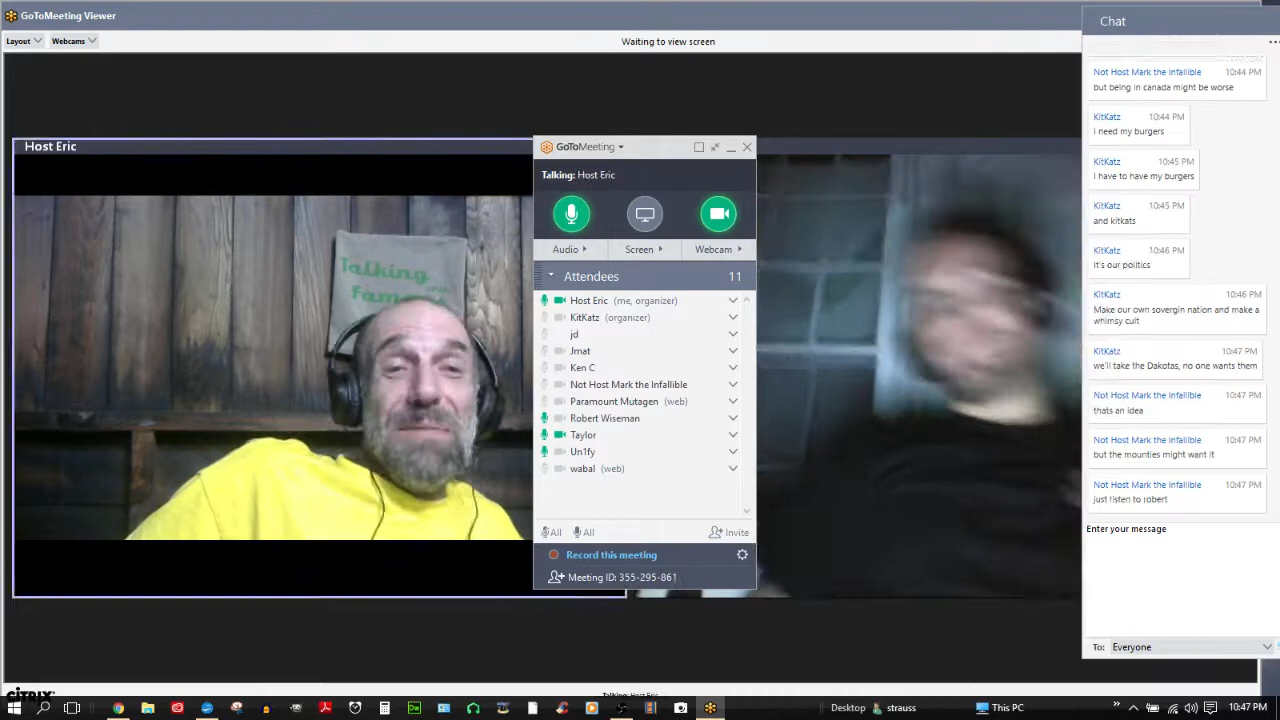 GoToMeeting Viewer
Layout
Webcams
Waiting to view screen
Host Eric
Talking
Fam
GoToMeeting
Talking: Host Eric
Audio
Screen
Webcam
Attendees 11
Host Eric (me, organizer)
KitKatz (organizer)
jd
Jmat
Ken C
Not Host Mark the Infallible
Paramount Mutagen (web)
Robert Wiseman
Taylor
Un1fy
wabal (web)
All
All
Invite
Record this meeting
Meeting ID: 355-295-861
Chat
Not Host Mark the Infallible 10:44 PM
but being in canada might be worse
KitKatz 10:44 PM
I need my burgers
KitKatz 10:45 PM
I have to have my burgers
KitKatz 10:45 PM
and kitkats
KitKatz 10:46 PM
it's our politics
KitKatz 10:46 PM
Make our own sovergin nation and make a
whimsy cult
KitKatz 10:47 PM
we'll take the Dakotas, no one wants them
Not Host Mark the Infallible 10:47 PM
thats an idea
Not Host Mark the Infallible 10:47 PM
but the mounties might want it
Not Host Mark the Infallible 10:47 PM
just listen to robert
Enter your message
To: Everyone
CITRIX
Talking: Host Eric
Dw
Desktop
strauss
This PC
10:47 PM